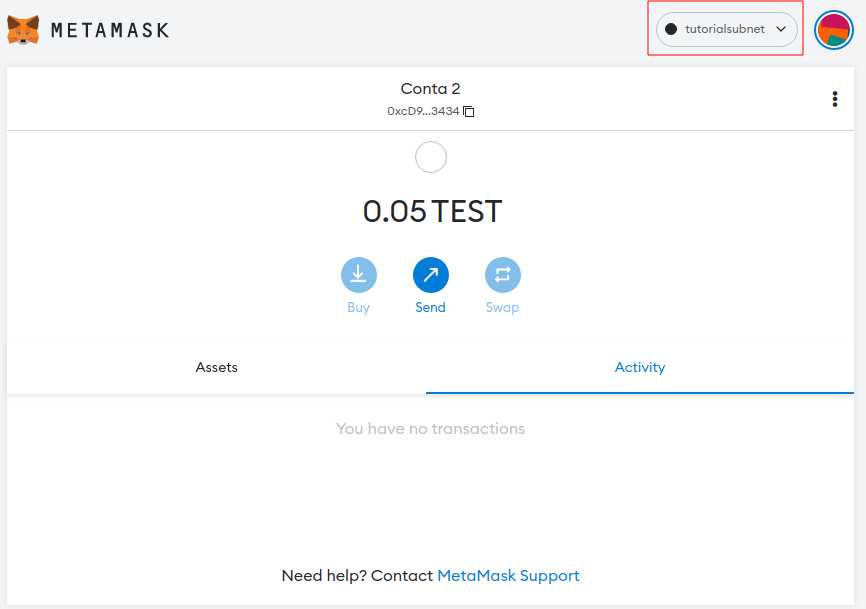 METAMASK
tutorialsubnet
Conta 2
0xcD9...3434
0.05 TEST
Buy
Send
Swap
Assets
Activity
You have no transactions
Need help? Contact MetaMask Support